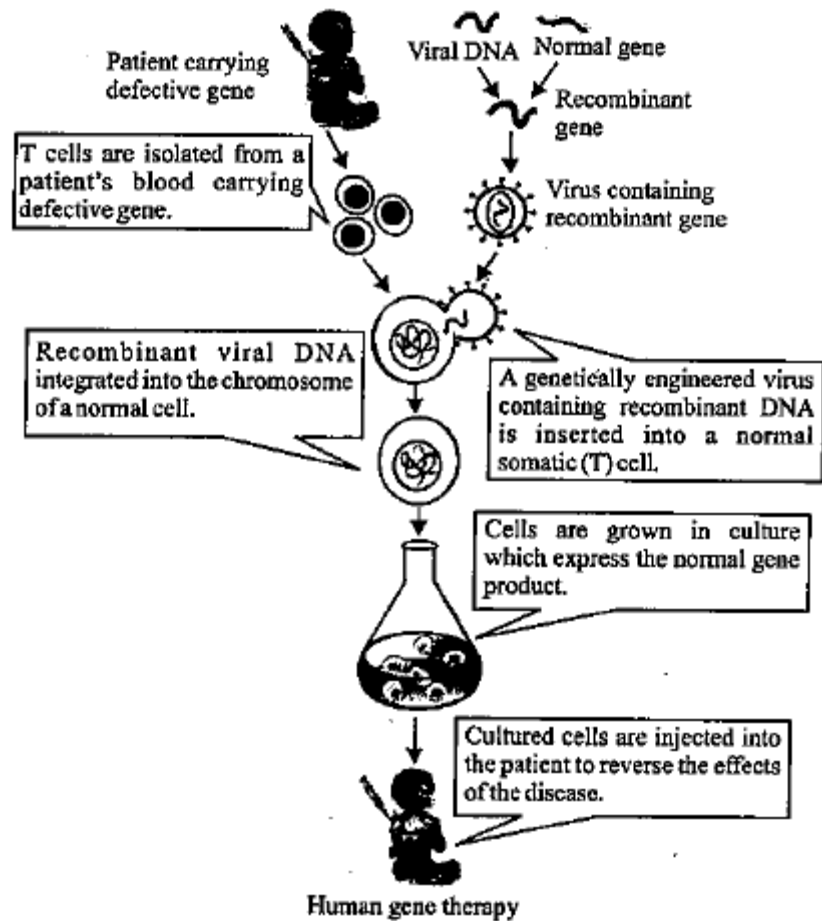 Patient carrying
defective gene
Viral DNA
Normal gene
Recombinant
gene
T cells are isolated from a
patient's blood carrying
defective gene.
Virus containing
recombinant gene
Recombinant viral DNA
integrated into the chromosome
of a normal cell.
A genetically engineered virus
containing recombinant DNA
is inserted into a normal
somatic (T) cell.
Cells are grown in culture
which express the normal gene
product.
Cultured cells are injected into
the patient to reverse the effects
of the disease.
Human gene therapy